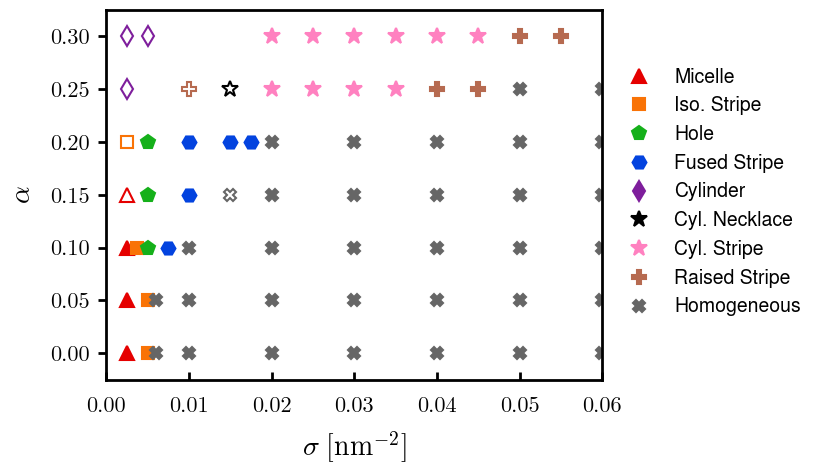 0.30
0.25
0.20
0.15
0.10
0.05
0.00
α
0.00 0.01 0.02 0.03 0.04 0.05 0.06
σ [nm⁻²]
Micelle
Iso. Stripe
Hole
Fused Stripe
Cylinder
Cyl. Necklace
Cyl. Stripe
Raised Stripe
Homogeneous